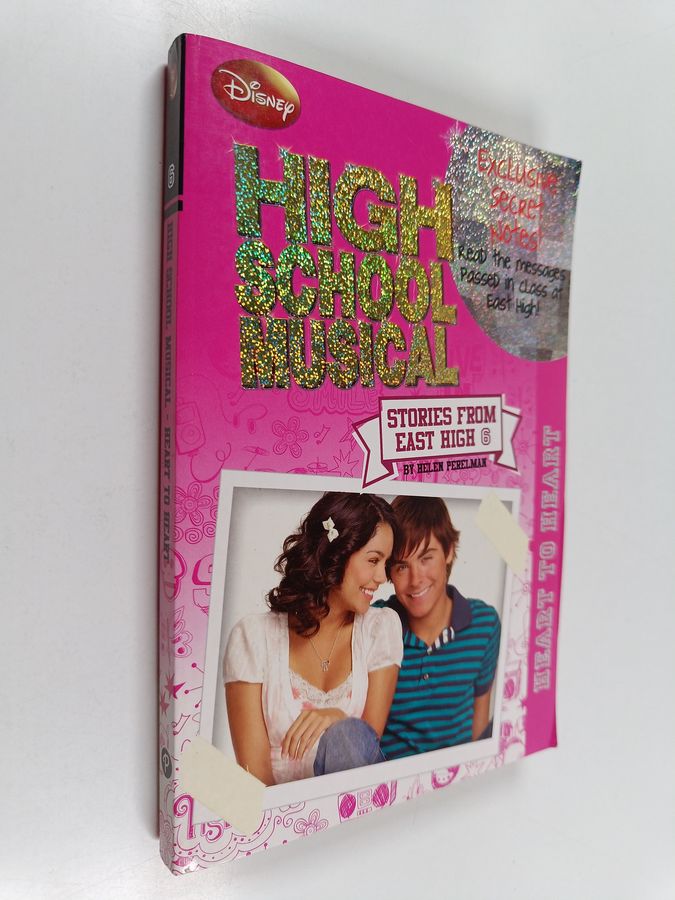 DISNEY
HIGH
SCHOOL
MUSICAL
EXCLUSIVE
SECRET
NOTES!
Read the messages
Passed in class at
East High!
STORIES FROM
EAST HIGH 6
BY HELEN PERELMAN
HEART TO HEART
HIGH SCHOOL MUSICAL - HEART TO HEART